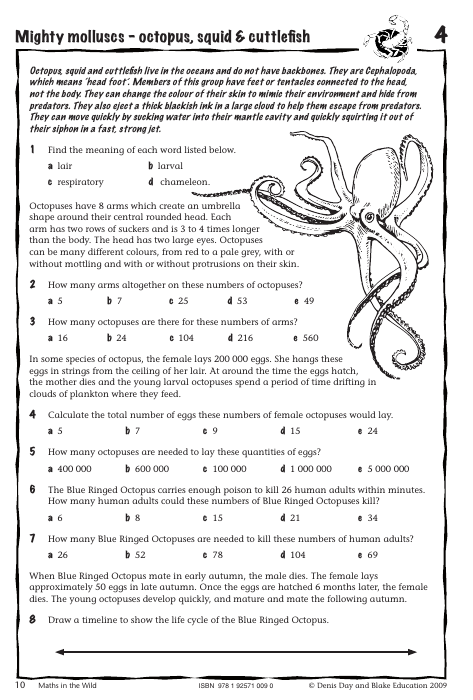 Mighty molluscs – octopus, squid & cuttlefish
4
Octopus, squid and cuttlefish live in the oceans and do not have backbones. They are Cephalopoda,
which means 'head foot'. Members of this group have feet or tentacles connected to the head,
not the body. They can change the colour of their skin to mimic their environment and hide from
predators. They also eject a thick blackish ink in a large cloud to help them escape from predators.
They can move quickly by sucking water into their mantle cavity and quickly squirting it out of
their siphon in a fast, strong jet.
1 Find the meaning of each word listed below.
a lair b larval
c respiratory d chameleon.
Octopuses have 8 arms which create an umbrella
shape around their central rounded head. Each
arm has two rows of suckers and is 3 to 4 times longer
than the body. The head has two large eyes. Octopuses
can be many different colours, from red to a pale grey, with or
without mottling and with or without protrusions on their skin.
2 How many arms altogether on these numbers of octopuses?
a 5 b 7 c 25 d 53 e 49
3 How many octopuses are there for these numbers of arms?
a 16 b 24 c 104 d 216 e 560
In some species of octopus, the female lays 200 000 eggs. She hangs these
eggs in strings from the ceiling of her lair. At around the time the eggs hatch,
the mother dies and the young larval octopuses spend a period of time drifting in
clouds of plankton where they feed.
4 Calculate the total number of eggs these numbers of female octopuses would lay.
a 5 b 7 c 9 d 15 e 24
5 How many octopuses are needed to lay these quantities of eggs?
a 400 000 b 600 000 c 100 000 d 1 000 000 e 5 000 000
6 The Blue Ringed Octopus carries enough poison to kill 26 human adults within minutes.
How many human adults could these numbers of Blue Ringed Octopuses kill?
a 6 b 8 c 15 d 21 e 34
7 How many Blue Ringed Octopuses are needed to kill these numbers of human adults?
a 26 b 52 c 78 d 104 e 69
When Blue Ringed Octopus mate in early autumn, the male dies. The female lays
approximately 50 eggs in late autumn. Once the eggs are hatched 6 months later, the female
dies. The young octopuses develop quickly, and mature and mate the following autumn.
8 Draw a timeline to show the life cycle of the Blue Ringed Octopus.
10 Maths in the Wild ISBN 978 1 92571 009 0 © Denis Day and Blake Education 2009